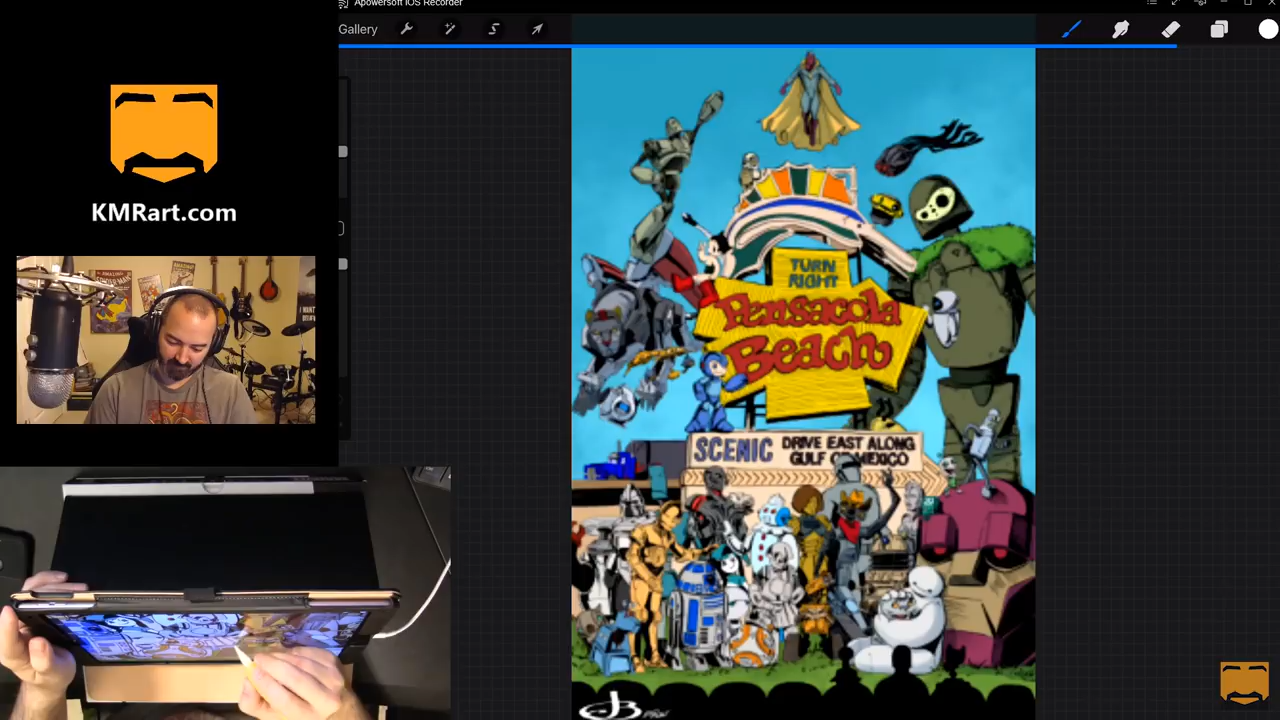 Apowersoft iOS Recorder
Gallery
KMRart.com
TURN
RIGHT
Pensacola
Beach
SCENIC
DRIVE EAST ALONG
GULF OF MEXICO